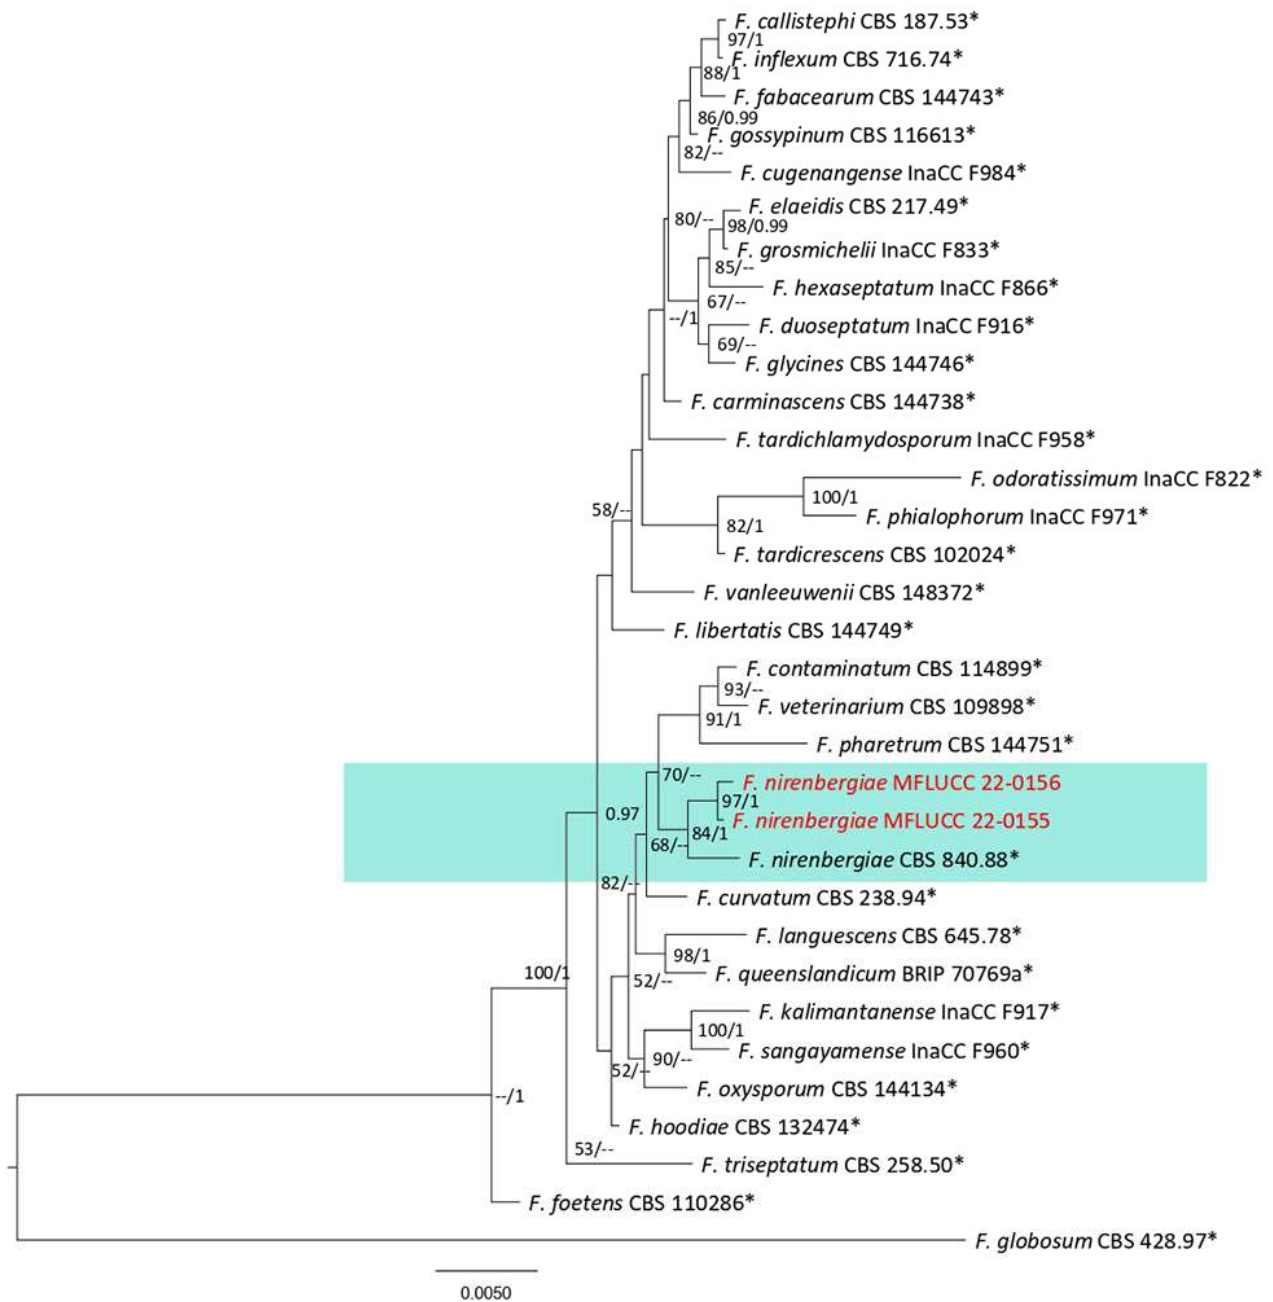 F. callistephi CBS 187.53*
97/1
F. inflexum CBS 716.74*
88/1
F. fabacearum CBS 144743*
86/0.99
F. gossypinum CBS 116613*
82/--
F. cugenangense InaCC F984*
F. elaeidis CBS 217.49*
80/--
98/0.99
F. grosmichelii InaCC F833*
85/--
F. hexaseptatum InaCC F866*
67/--
--/1
F. duoseptatum InaCC F916*
69/--
F. glycines CBS 144746*
F. carminascens CBS 144738*
F. tardichlamydosporum InaCC F958*
F. odoratissimum InaCC F822*
100/1
58/--
F. phialophorum InaCC F971*
82/1
F. tardicrescens CBS 102024*
F. vanleeuwenii CBS 148372*
F. libertatis CBS 144749*
F. contaminatum CBS 114899*
93/--
F. veterinarium CBS 109898*
91/1
F. pharetrum CBS 144751*
70/--
F. nirenbergiae MFLUCC 22-0156
97/1
0.97
F. nirenbergiae MFLUCC 22-0155
84/1
68/--
F. nirenbergiae CBS 840.88*
82/--
F. curvatum CBS 238.94*
F. languescens CBS 645.78*
98/1
100/1
F. queenslandicum BRIP 70769a*
52/--
F. kalimantanense InaCC F917*
100/1
F. sangayamense InaCC F960*
90/--
52/--
F. oxysporum CBS 144134*
--/1
F. hoodiae CBS 132474*
53/--
F. triseptatum CBS 258.50*
F. foetens CBS 110286*
F. globosum CBS 428.97*
0.0050